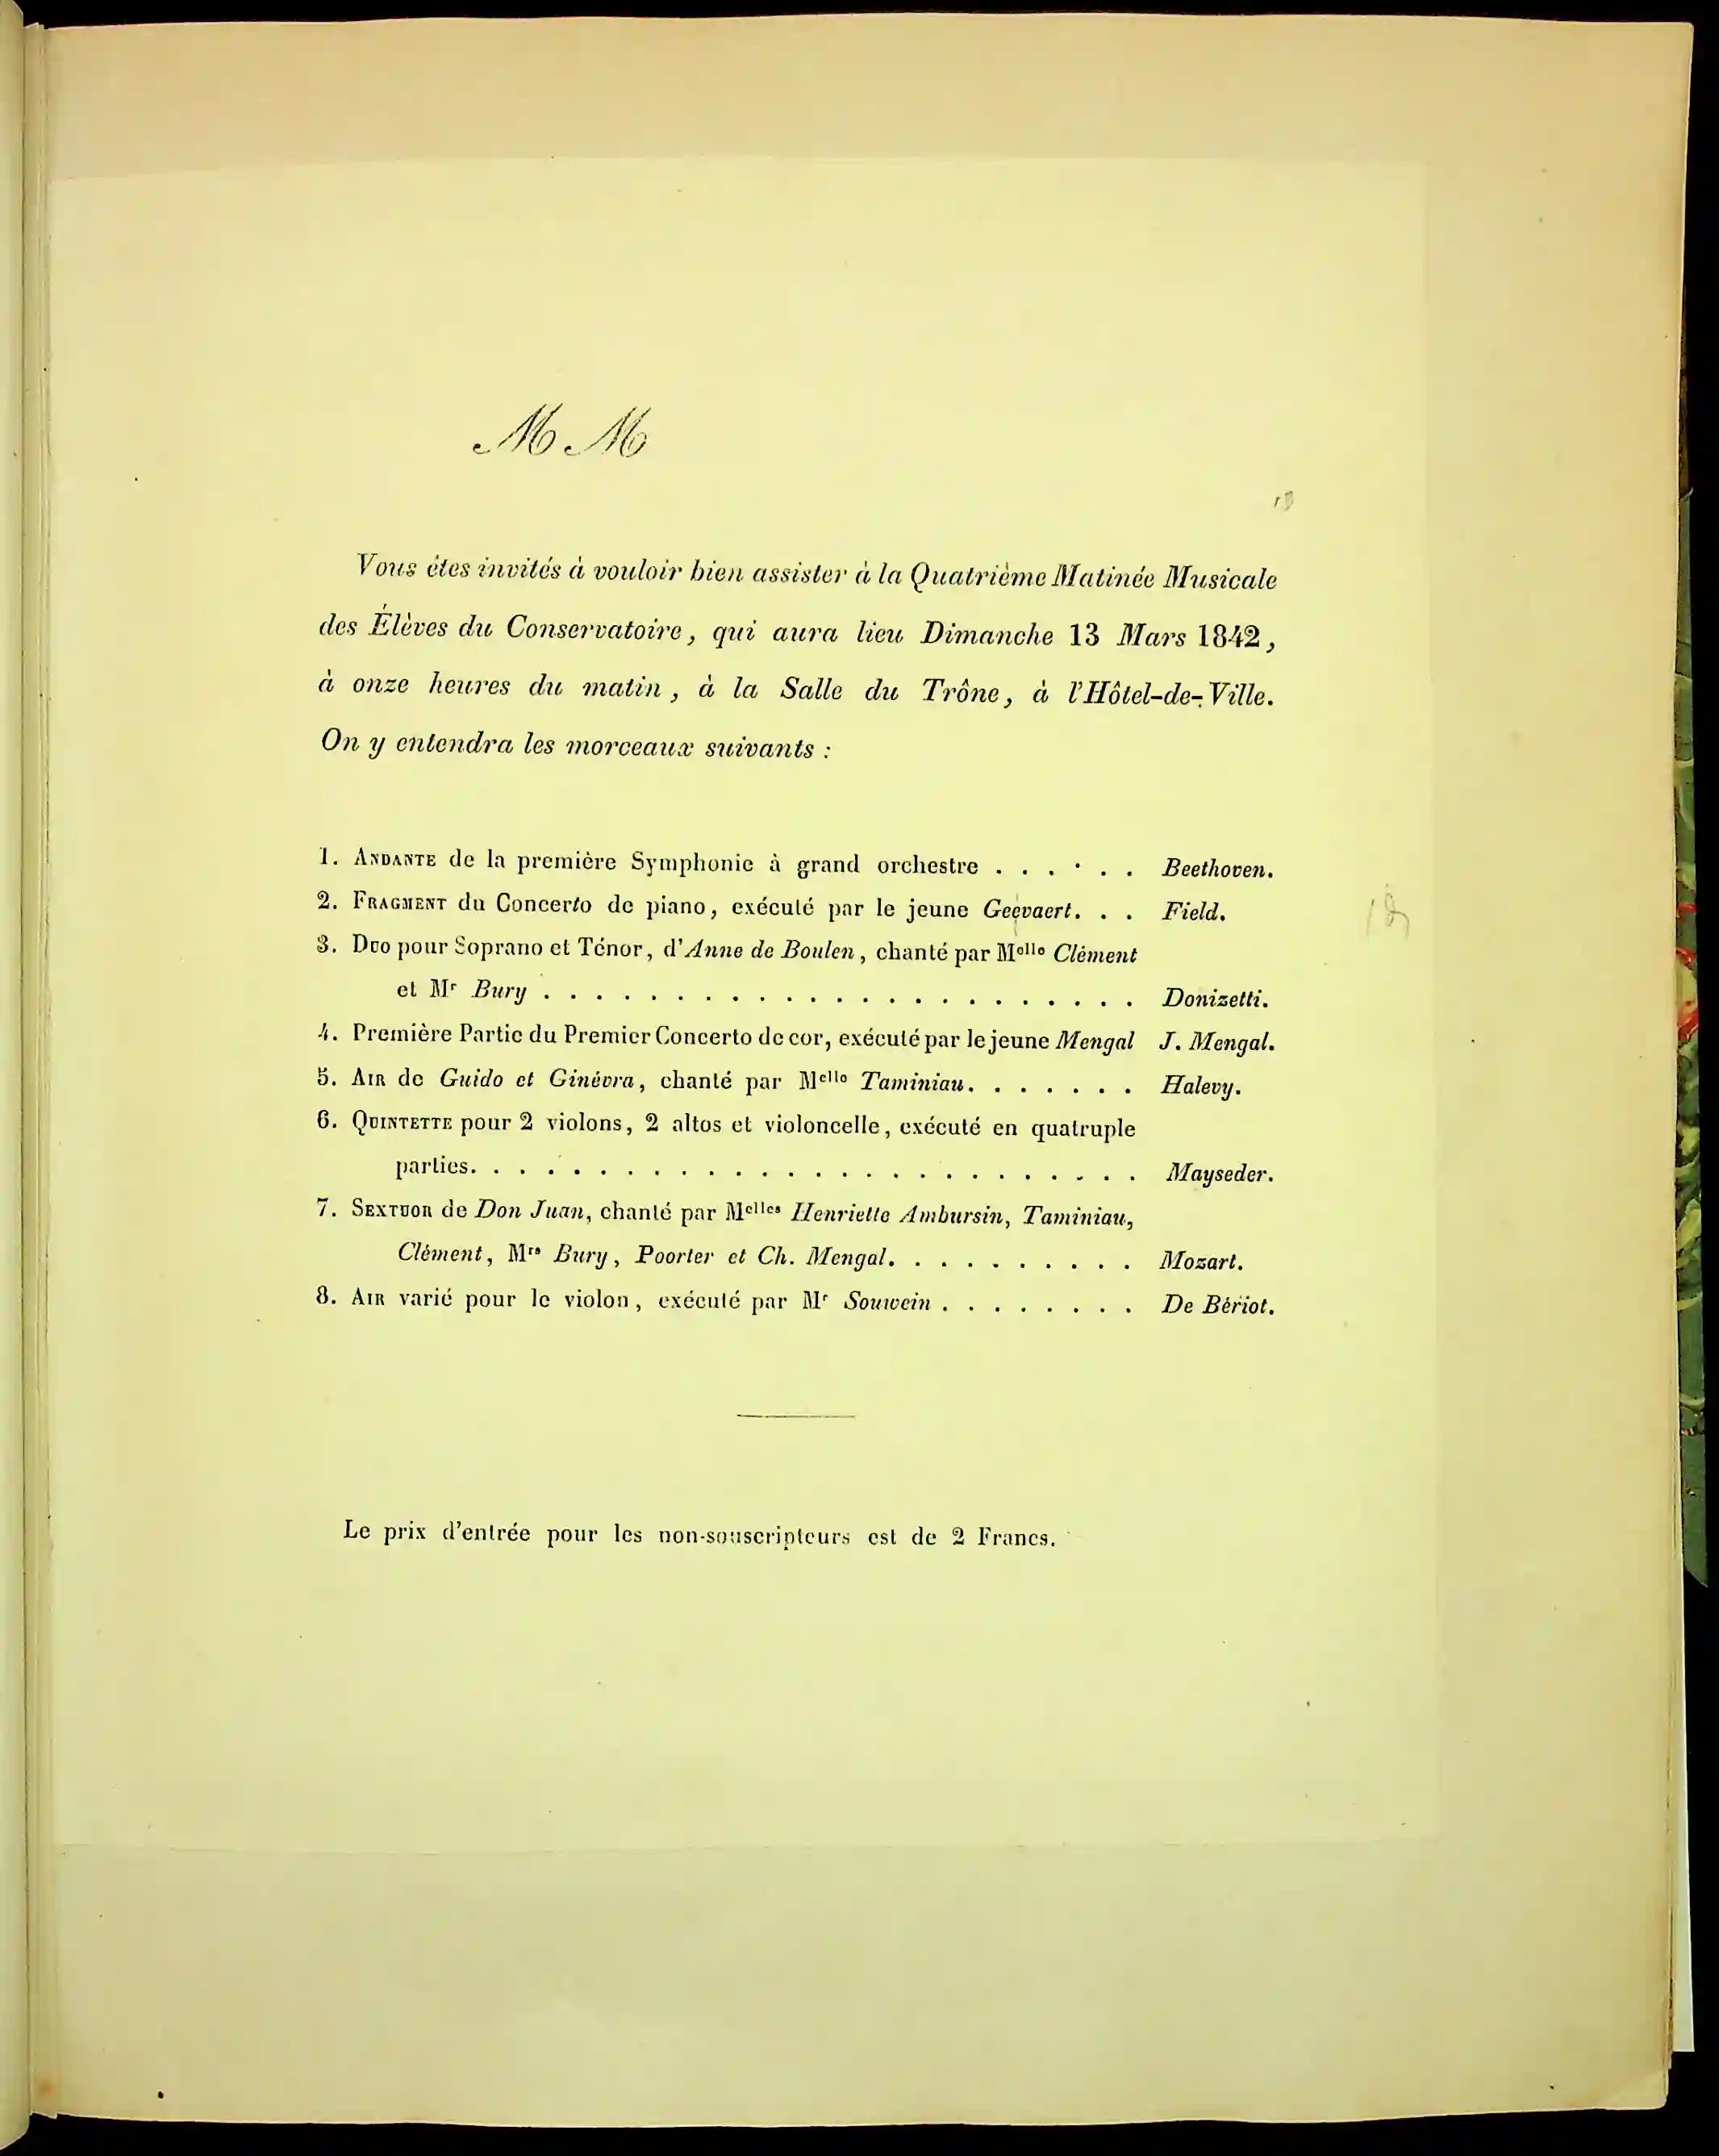 M M
Vous êtes invités à vouloir bien assister à la Quatrième Matinée Musicale
des Élèves du Conservatoire, qui aura lieu Dimanche 13 Mars 1842,
à onze heures du matin, à la Salle du Trône, à l'Hôtel-de-Ville.
On y entendra les morceaux suivants :
1. ANDANTE de la première Symphonie à grand orchestre . . . . . . Beethoven.
2. FRAGMENT du Concerto de piano, exécuté par le jeune Geevaert. . . Field.
3. DUO pour Soprano et Ténor, d'Anne de Boulen, chanté par Melle Clément
et Mr Bury . . . . . . . . . . . . . . . . . . . . . . . Donizetti.
4. Première Partie du Premier Concerto de cor, exécuté par le jeune Mengal J. Mengal.
5. AIR de Guido et Ginévra, chanté par Melle Taminiau. . . . . . . Halevy.
6. QUINTETTE pour 2 violons, 2 altos et violoncelle, exécuté en quatruple
parties. . . . . . . . . . . . . . . . . . . . . . . . . . Mayseder.
7. SEXTUOR de Don Juan, chanté par Melles Henriette Ambursin, Taminiau,
Clément, Mrs Bury, Poorter et Ch. Mengal. . . . . . . . . . Mozart.
8. AIR varié pour le violon, exécuté par Mr Souwein . . . . . . . . De Bériot.
Le prix d'entrée pour les non-souscripteurs est de 2 Francs.